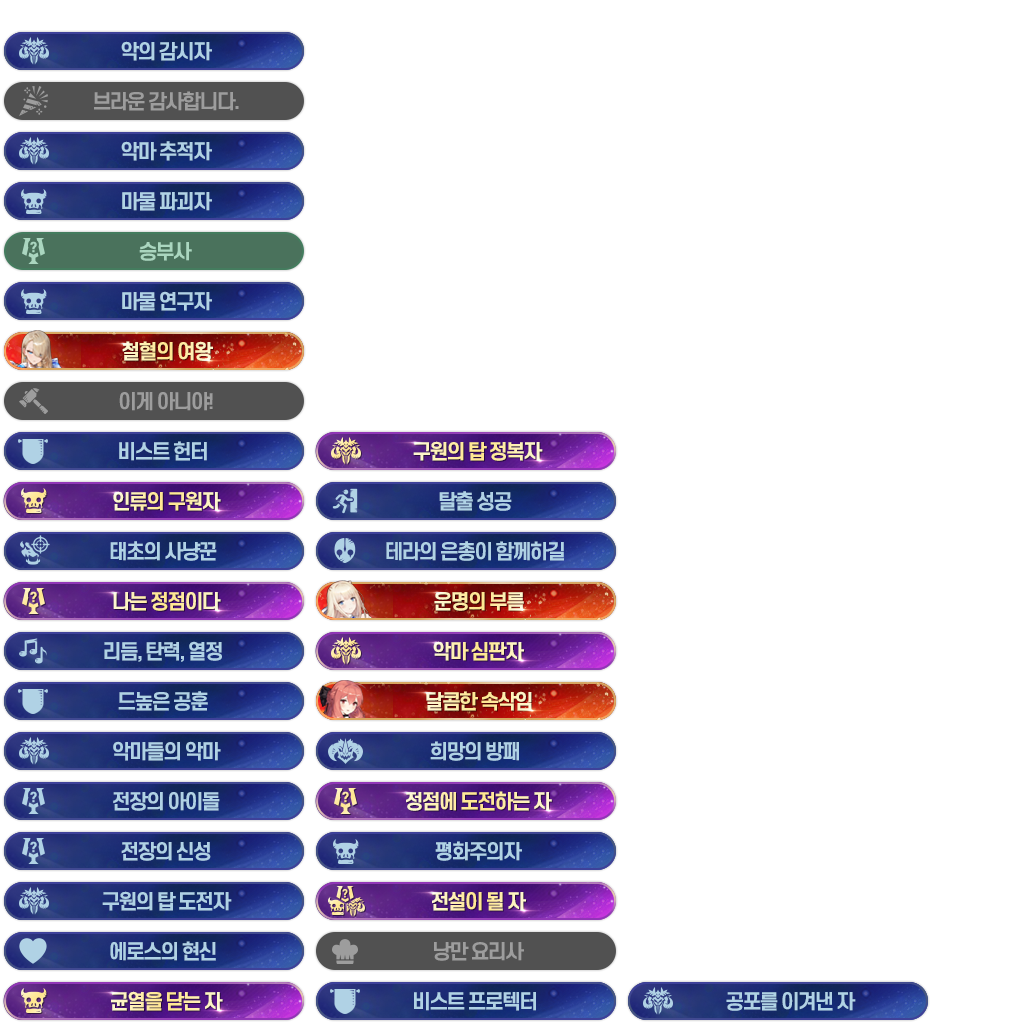 악의 감시자
브라운 감사합니다.
악마 추적자
마물 파괴자
승부사
마물 연구자
철혈의 여왕
이게 아니야!
비스트 헌터
구원의 탑 정복자
인류의 구원자
탈출 성공
태초의 사냥꾼
테라의 은총이 함께하길
나는 정점이다
운명의 부름
리듬, 탄력, 열정
악마 심판자
드높은 공훈
달콤한 속삭임
악마들의 악마
희망의 방패
전장의 아이돌
정점에 도전하는 자
전장의 신성
평화주의자
구원의 탑 도전자
전설이 될 자
에로스의 현신
낭만 요리사
균열을 닫는 자
비스트 프로텍터
공포를 이겨낸 자